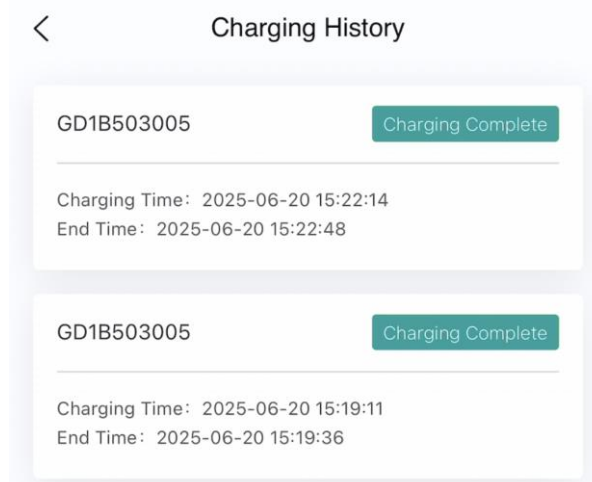 Charging History
GD1B503005
Charging Complete
Charging Time: 2025-06-20 15:22:14
End Time: 2025-06-20 15:22:48
GD1B503005
Charging Complete
Charging Time: 2025-06-20 15:19:11
End Time: 2025-06-20 15:19:36